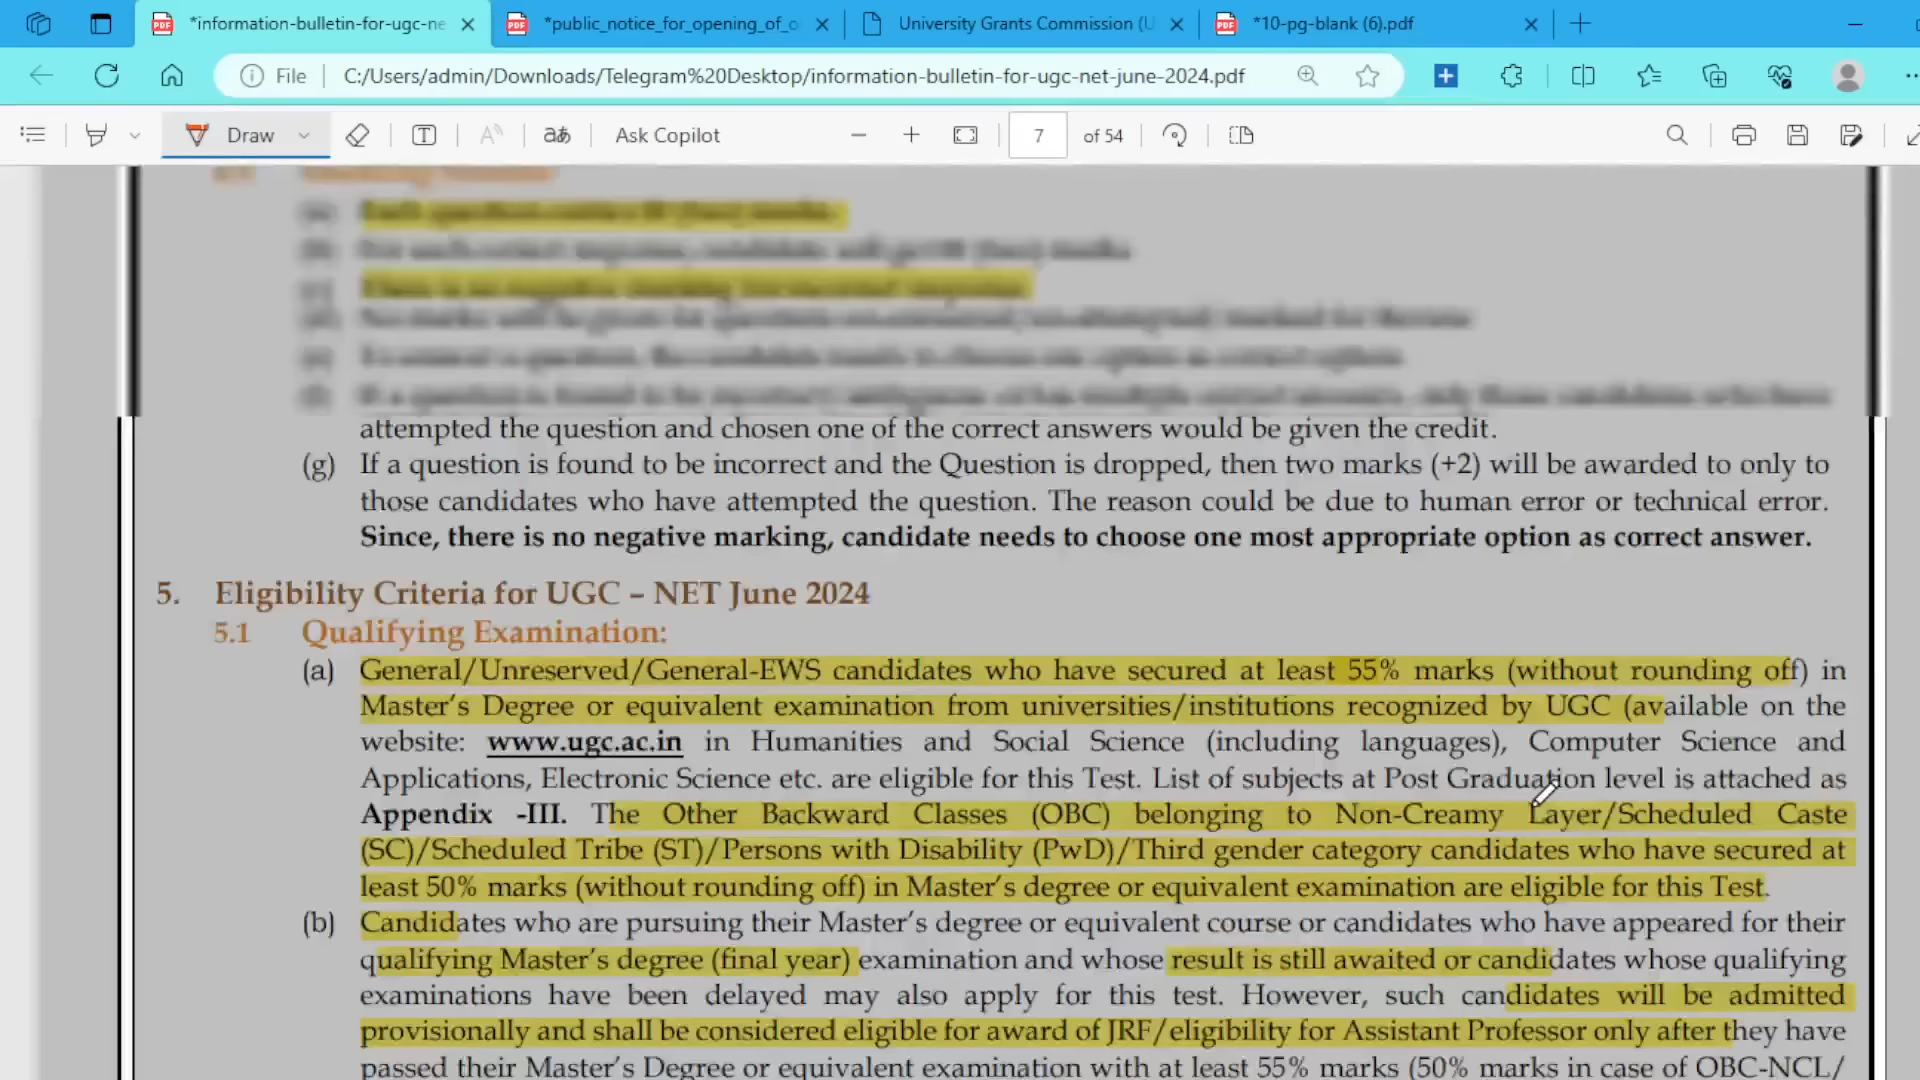 *information-bulletin-for-ugc-ne
*public_notice_for_opening_of_o
University Grants Commission (U
*10-pg-blank (6).pdf
File
C:/Users/admin/Downloads/Telegram%20Desktop/information-bulletin-for-ugc-net-june-2024.pdf
Draw
aあ
Ask Copilot
7 of 54
attempted the question and chosen one of the correct answers would be given the credit.
(g) If a question is found to be incorrect and the Question is dropped, then two marks (+2) will be awarded to only to
those candidates who have attempted the question. The reason could be due to human error or technical error.
Since, there is no negative marking, candidate needs to choose one most appropriate option as correct answer.
5. Eligibility Criteria for UGC – NET June 2024
5.1 Qualifying Examination:
(a) General/Unreserved/General-EWS candidates who have secured at least 55% marks (without rounding off) in
Master's Degree or equivalent examination from universities/institutions recognized by UGC (available on the
website: www.ugc.ac.in in Humanities and Social Science (including languages), Computer Science and
Applications, Electronic Science etc. are eligible for this Test. List of subjects at Post Graduation level is attached as
Appendix -III. The Other Backward Classes (OBC) belonging to Non-Creamy Layer/Scheduled Caste
(SC)/Scheduled Tribe (ST)/Persons with Disability (PwD)/Third gender category candidates who have secured at
least 50% marks (without rounding off) in Master's degree or equivalent examination are eligible for this Test.
(b) Candidates who are pursuing their Master's degree or equivalent course or candidates who have appeared for their
qualifying Master's degree (final year) examination and whose result is still awaited or candidates whose qualifying
examinations have been delayed may also apply for this test. However, such candidates will be admitted
provisionally and shall be considered eligible for award of JRF/eligibility for Assistant Professor only after they have
passed their Master's Degree or equivalent examination with at least 55% marks (50% marks in case of OBC-NCL/